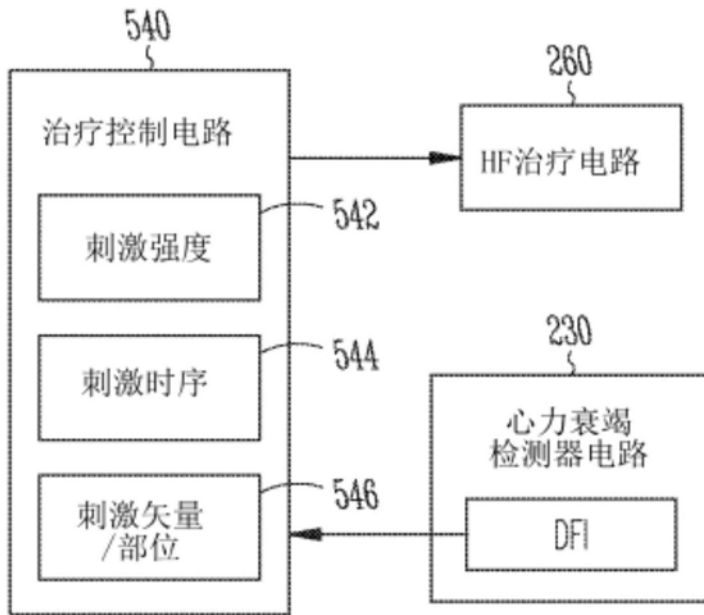 540
治疗控制电路
260
HF治疗电路
542
刺激强度
544
刺激时序
546
刺激矢量
/部位
230
心力衰竭
检测器电路
DFI